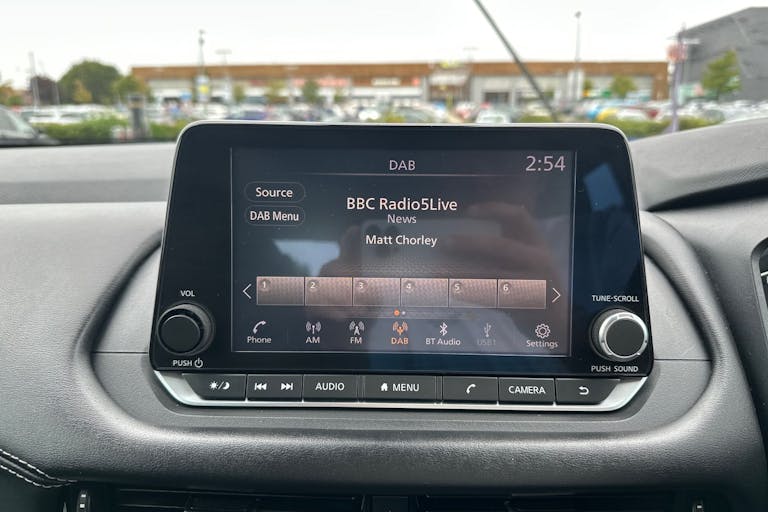 DAB
2:54
Source
DAB Menu
BBC Radio5Live
News
Matt Chorley
1 2 3 4 5 6
Phone AM FM DAB BT Audio USB1 Settings
VOL
PUSH
TUNE-SCROLL
PUSH SOUND
AUDIO MENU CAMERA